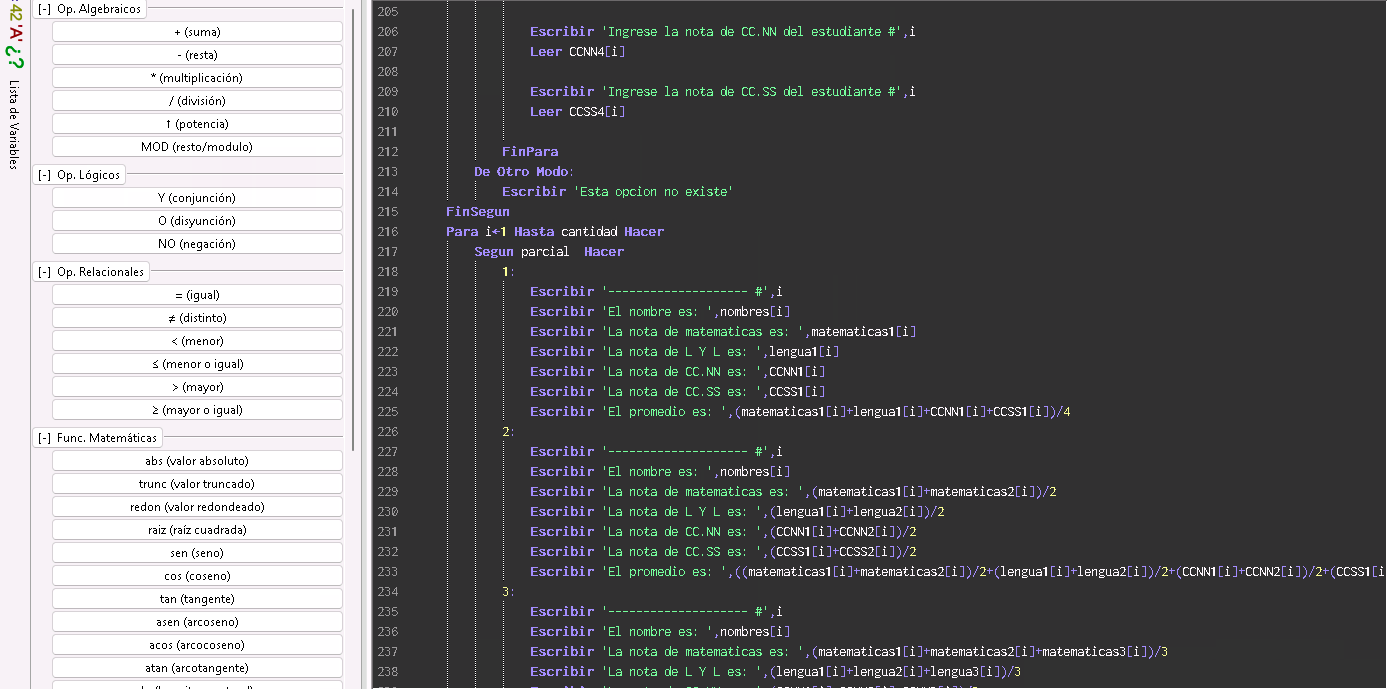 42 'A' ¿?
Lista de Variables
[-] Op. Algebraicos
+ (suma)
- (resta)
* (multiplicación)
/ (división)
↑ (potencia)
MOD (resto/modulo)
[-] Op. Lógicos
Y (conjunción)
O (disyunción)
NO (negación)
[-] Op. Relacionales
= (igual)
≠ (distinto)
< (menor)
≤ (menor o igual)
> (mayor)
≥ (mayor o igual)
[-] Func. Matemáticas
abs (valor absoluto)
trunc (valor truncado)
redon (valor redondeado)
raiz (raíz cuadrada)
sen (seno)
cos (coseno)
tan (tangente)
asen (arcoseno)
acos (arcocoseno)
atan (arcotangente)
205
206 Escribir 'Ingrese la nota de CC.NN del estudiante #',i
207 Leer CCNN4[i]
208
209 Escribir 'Ingrese la nota de CC.SS del estudiante #',i
210 Leer CCSS4[i]
211
212 FinPara
213 De Otro Modo:
214 Escribir 'Esta opcion no existe'
215 FinSegun
216 Para i←1 Hasta cantidad Hacer
217 Segun parcial  Hacer
218 1:
219 Escribir '-------------------- #',i
220 Escribir 'El nombre es: ',nombres[i]
221 Escribir 'La nota de matematicas es: ',matematicas1[i]
222 Escribir 'La nota de L Y L es: ',lengua1[i]
223 Escribir 'La nota de CC.NN es: ',CCNN1[i]
224 Escribir 'La nota de CC.SS es: ',CCSS1[i]
225 Escribir 'El promedio es: ',(matematicas1[i]+lengua1[i]+CCNN1[i]+CCSS1[i])/4
226 2:
227 Escribir '-------------------- #',i
228 Escribir 'El nombre es: ',nombres[i]
229 Escribir 'La nota de matematicas es: ',(matematicas1[i]+matematicas2[i])/2
230 Escribir 'La nota de L Y L es: ',(lengua1[i]+lengua2[i])/2
231 Escribir 'La nota de CC.NN es: ',(CCNN1[i]+CCNN2[i])/2
232 Escribir 'La nota de CC.SS es: ',(CCSS1[i]+CCSS2[i])/2
233 Escribir 'El promedio es: ',((matematicas1[i]+matematicas2[i])/2+(lengua1[i]+lengua2[i])/2+(CCNN1[i]+CCNN2[i])/2+(CCSS1[i
234 3:
235 Escribir '-------------------- #',i
236 Escribir 'El nombre es: ',nombres[i]
237 Escribir 'La nota de matematicas es: ',(matematicas1[i]+matematicas2[i]+matematicas3[i])/3
238 Escribir 'La nota de L Y L es: ',(lengua1[i]+lengua2[i]+lengua3[i])/3